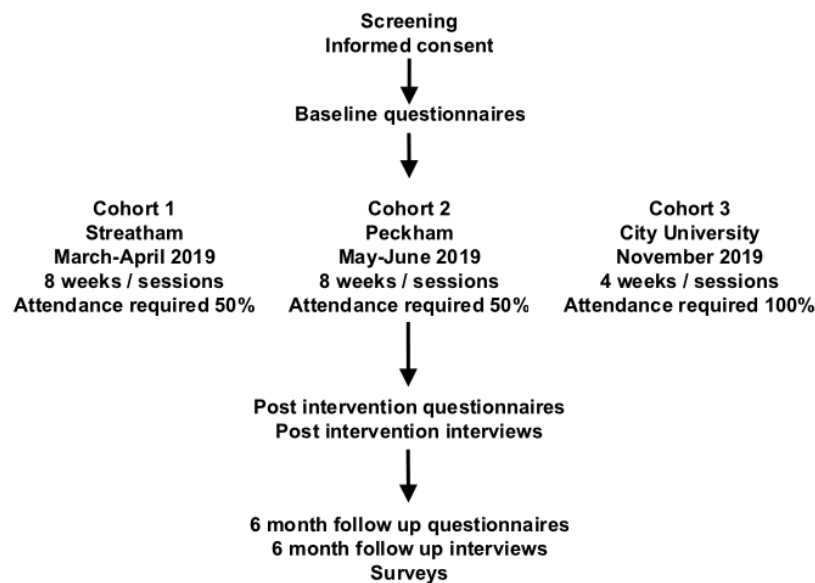 Screening
Informed consent
Baseline questionnaires
Cohort 1
Streatham
March-April 2019
8 weeks / sessions
Attendance required 50%
Cohort 2
Peckham
May-June 2019
8 weeks / sessions
Attendance required 50%
Cohort 3
City University
November 2019
4 weeks / sessions
Attendance required 100%
Post intervention questionnaires
Post intervention interviews
6 month follow up questionnaires
6 month follow up interviews
Surveys